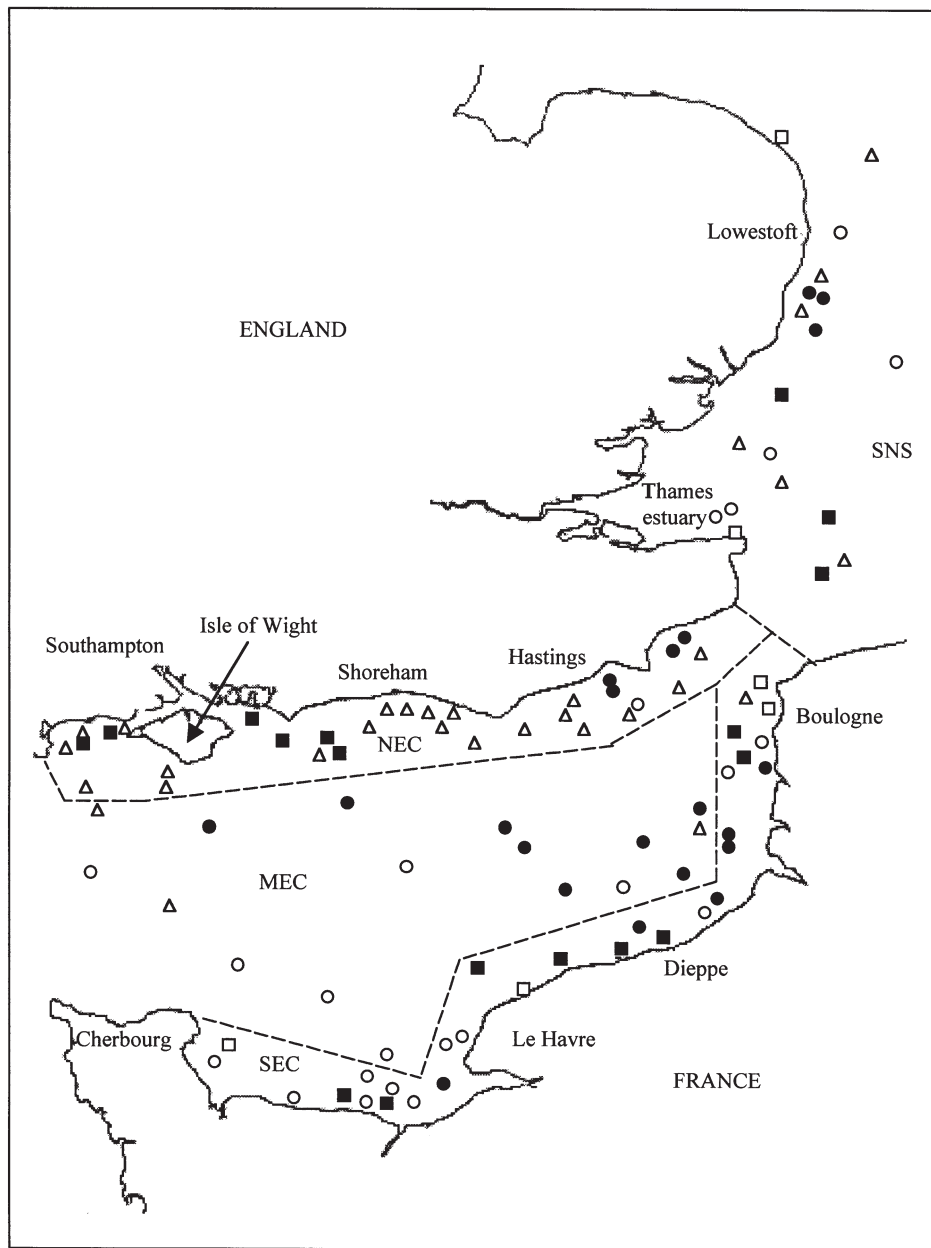 Lowestoft
ENGLAND
SNS
Thames
estuary
Isle of Wight
Southampton
Hastings
Shoreham
Boulogne
NEC
MEC
Dieppe
Cherbourg
Le Havre
SEC
FRANCE